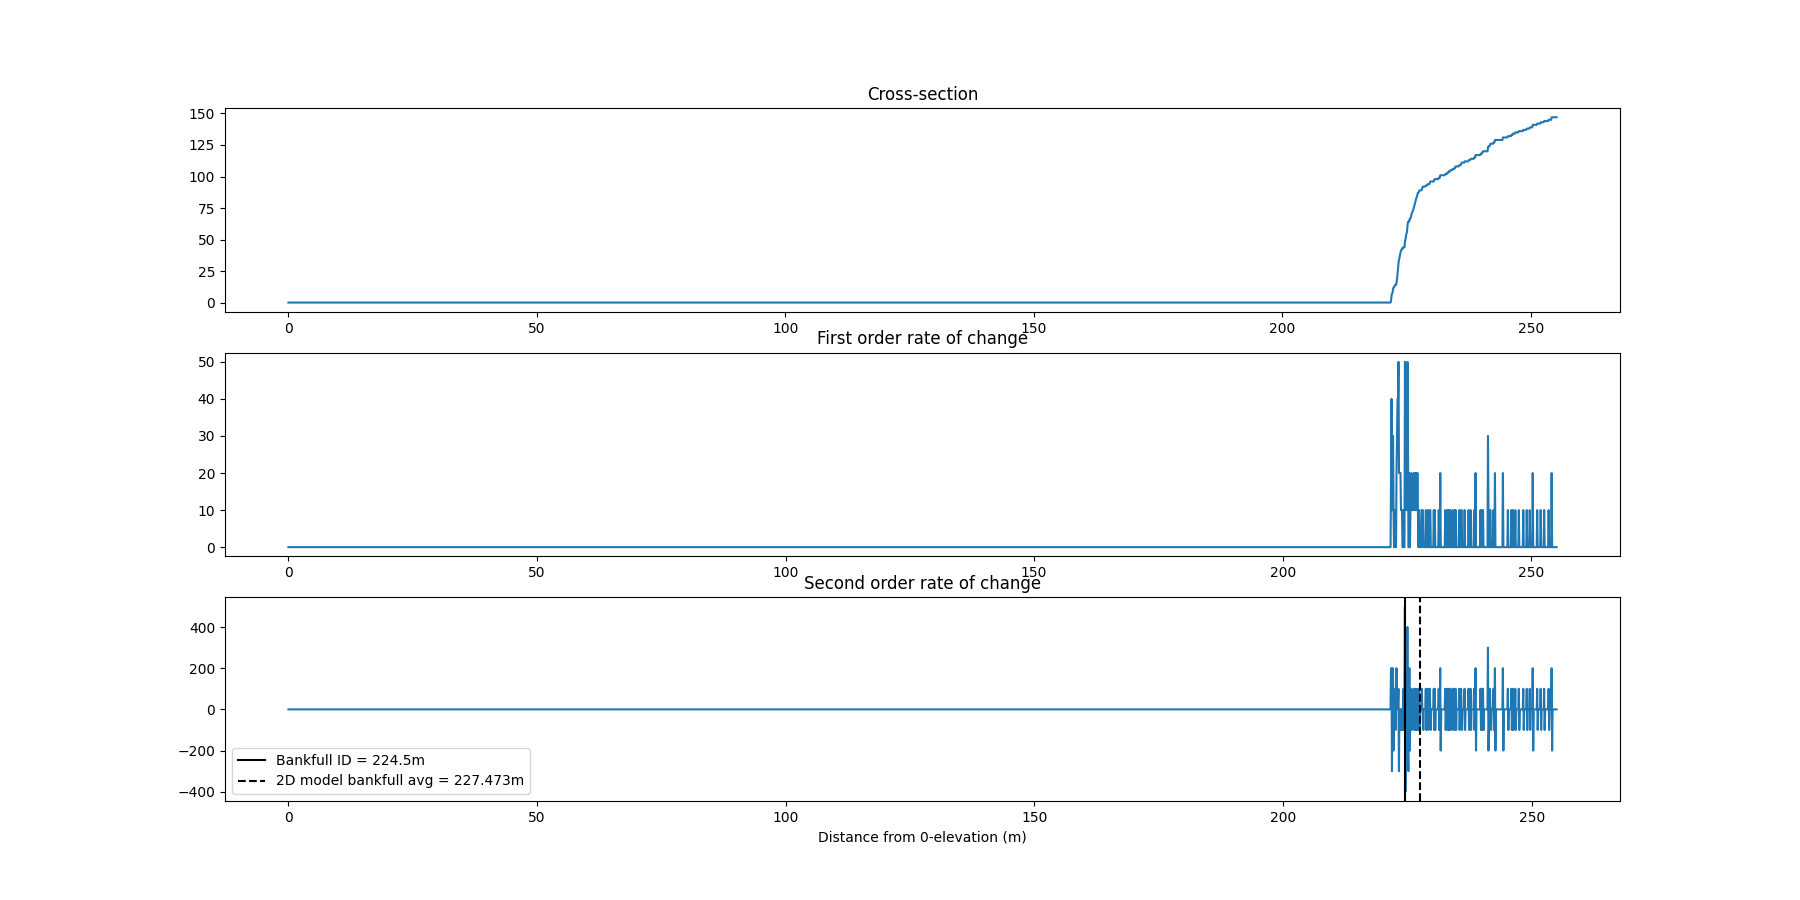 Cross-section
150
125
100
75
50
25
0
0 50 100 150 200 250
First order rate of change
50
40
30
20
10
0
0 50 100 150 200 250
Second order rate of change
400
200
0
−200
−400
Bankfull ID = 224.5m
2D model bankfull avg = 227.473m
0 50 100 150 200 250
Distance from 0-elevation (m)